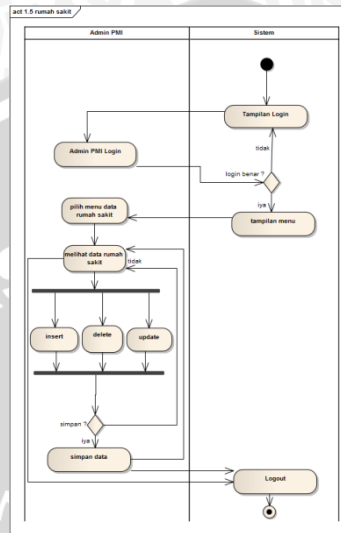 act 1.5 rumah sakit
Admin PMI
Sistem
Tampilan Login
Admin PMI Login
tidak
login benar ?
iya
tampilan menu
pilih menu data
rumah sakit
melihat data rumah
sakit
tidak
insert
delete
update
simpan ?
iya
simpan data
Logout